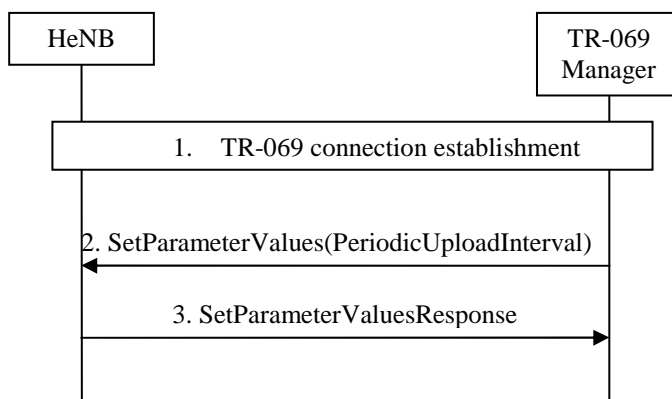 HeNB
TR-069
Manager
1. TR-069 connection establishment
2. SetParameterValues(PeriodicUploadInterval)
3. SetParameterValuesResponse